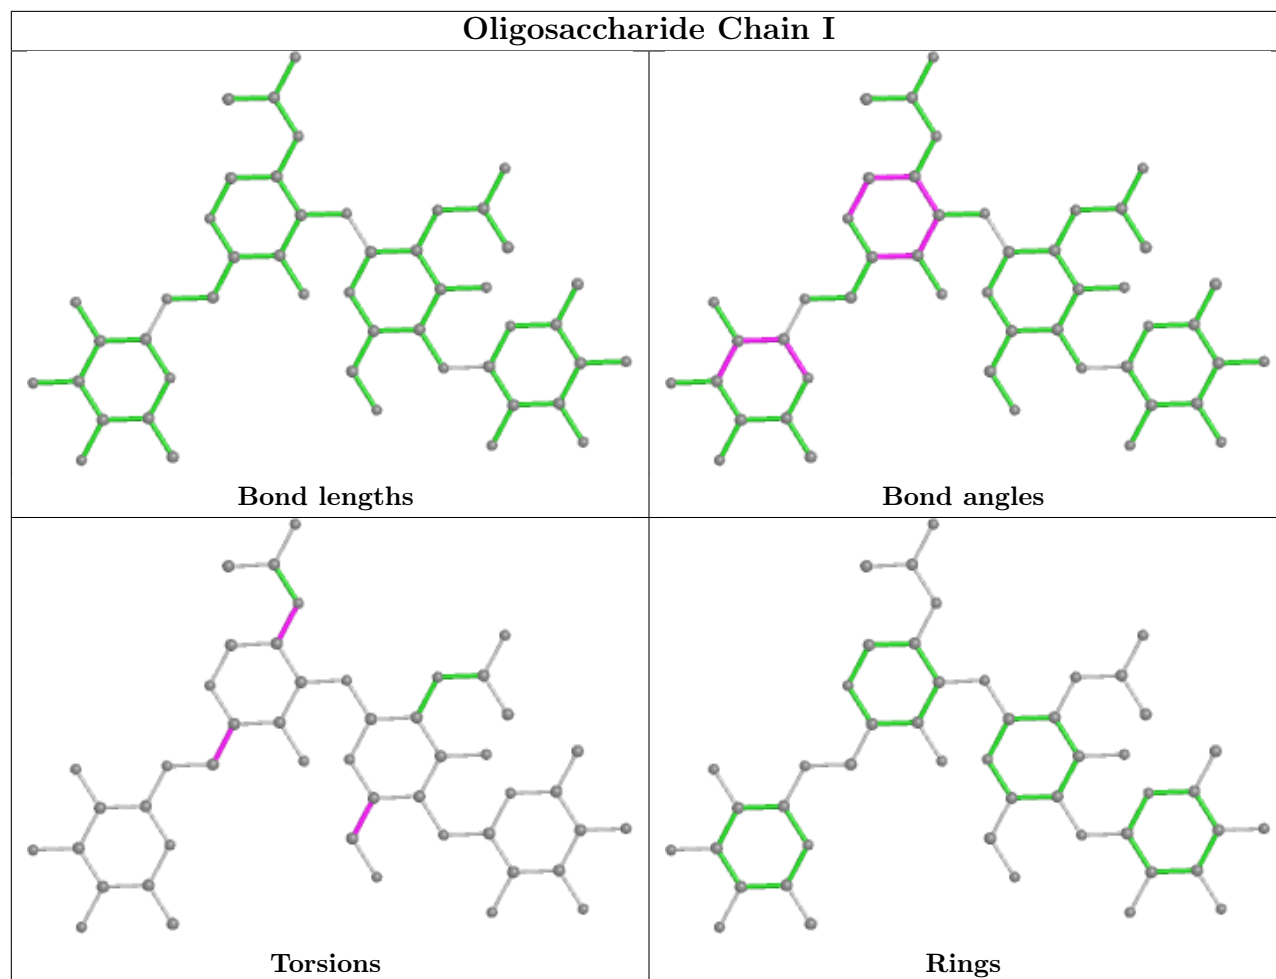 Oligosaccharide Chain I
Bond lengths
Bond angles
Torsions
Rings